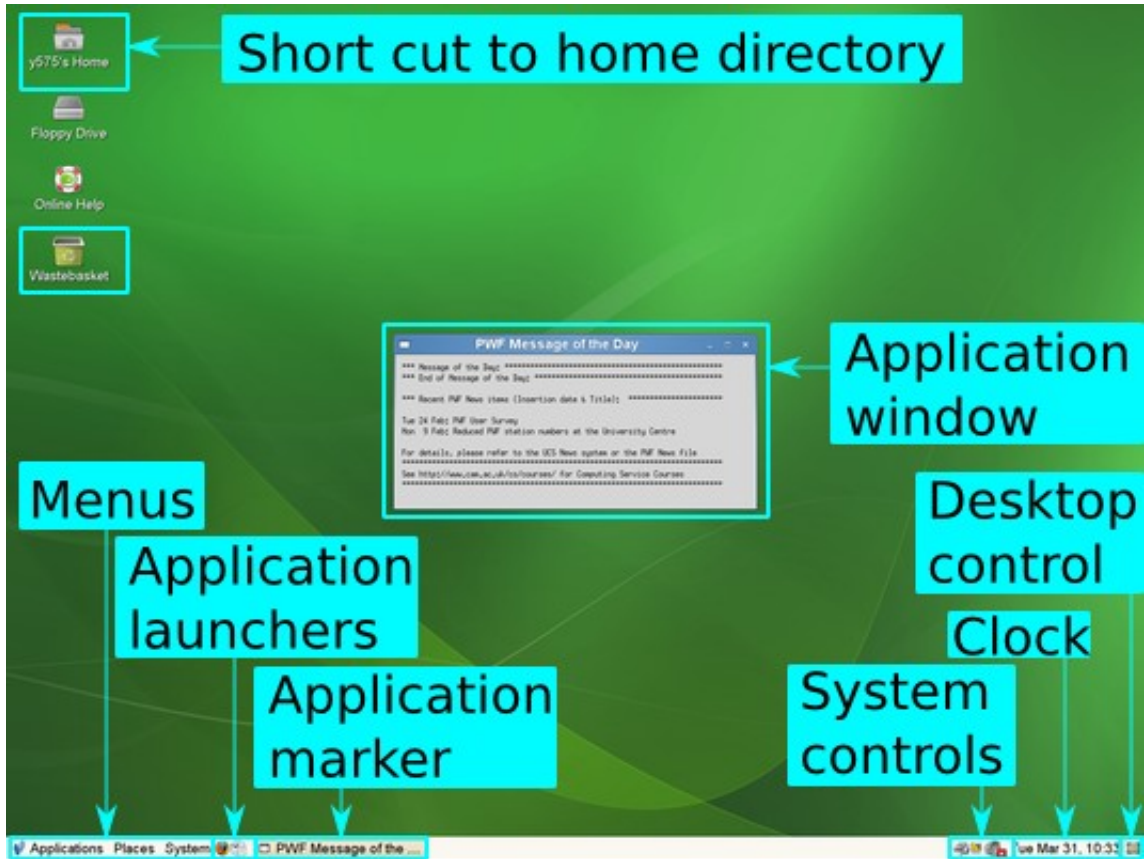 Short cut to home directory
y575's Home
Floppy Drive
Online Help
Wastebasket
PWF Message of the Day
*** Message of the Day: ****************************************************
*** End of Message of the Day: *********************************************
*** Recent PWF News items (Insertion date & Title): **********************
Tue 24 Feb: PWF User Survey
Mon 9 Feb: Reduced PWF station numbers at the University Centre
For details, please refer to the UCS News system or the PWF News file
****************************************************************************
See http://www.cam.ac.uk/cs/courses/ for Computing Service Courses
****************************************************************************
Application
window
Menus
Application
launchers
Application
marker
Desktop
control
Clock
System
controls
Applications Places System
PWF Message of the ...
ue Mar 31, 10:33